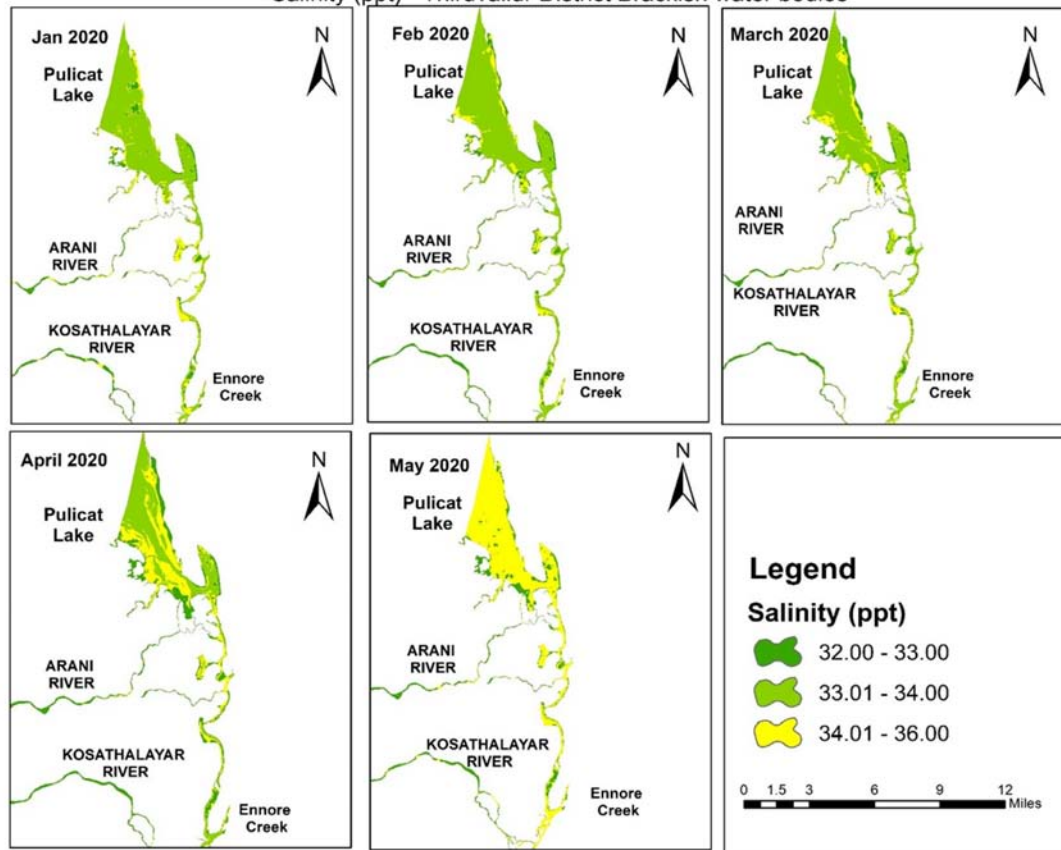 Salinity (ppt) - Thiruvallur District Brackish water bodies
Jan 2020
N
Pulicat
Lake
ARANI
RIVER
KOSATHALAYAR
RIVER
Ennore
Creek
Feb 2020
N
Pulicat
Lake
ARANI
RIVER
KOSATHALAYAR
RIVER
Ennore
Creek
March 2020
N
Pulicat
Lake
ARANI
RIVER
KOSATHALAYAR
RIVER
Ennore
Creek
April 2020
N
Pulicat
Lake
ARANI
RIVER
KOSATHALAYAR
RIVER
Ennore
Creek
May 2020
N
Pulicat
Lake
ARANI
RIVER
KOSATHALAYAR
RIVER
Ennore
Creek
Legend
Salinity (ppt)
32.00 - 33.00
33.01 - 34.00
34.01 - 36.00
0 1.5 3 6 9 12
Miles